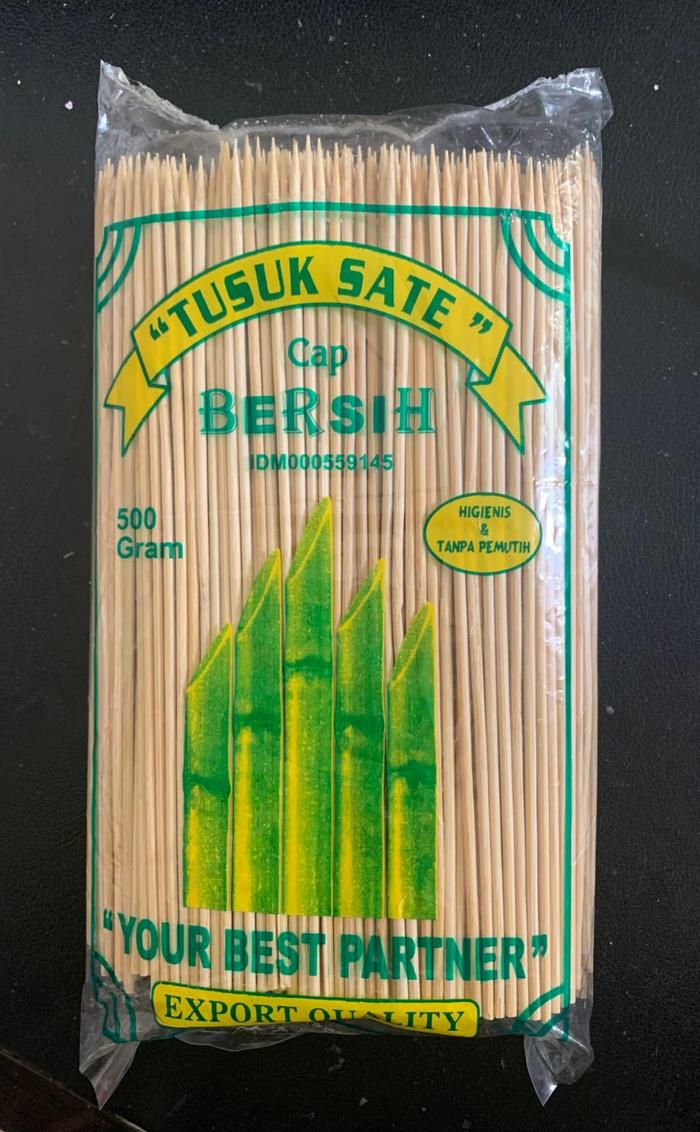 “TUSUK SATE”
Cap
BERSIH
IDM000559145
500
Gram
HIGIENIS
&
TANPA PEMUTIH
“YOUR BEST PARTNER”
EXPORT QUALITY